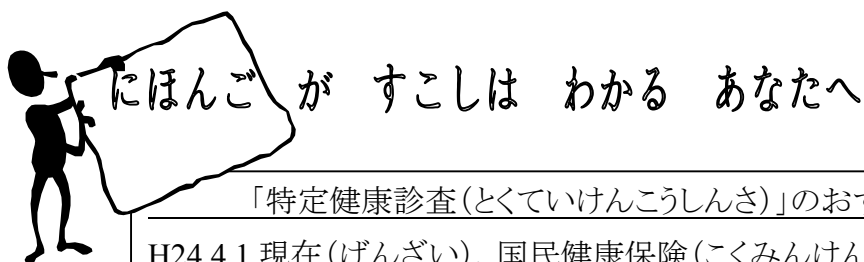 にほんご が すこしは わかる あなたへ
「特定健康診査(とくていけんこうしんさ)」のおす
H24.4.1 現在(げんざい)、国民健康保険(こくみんけん